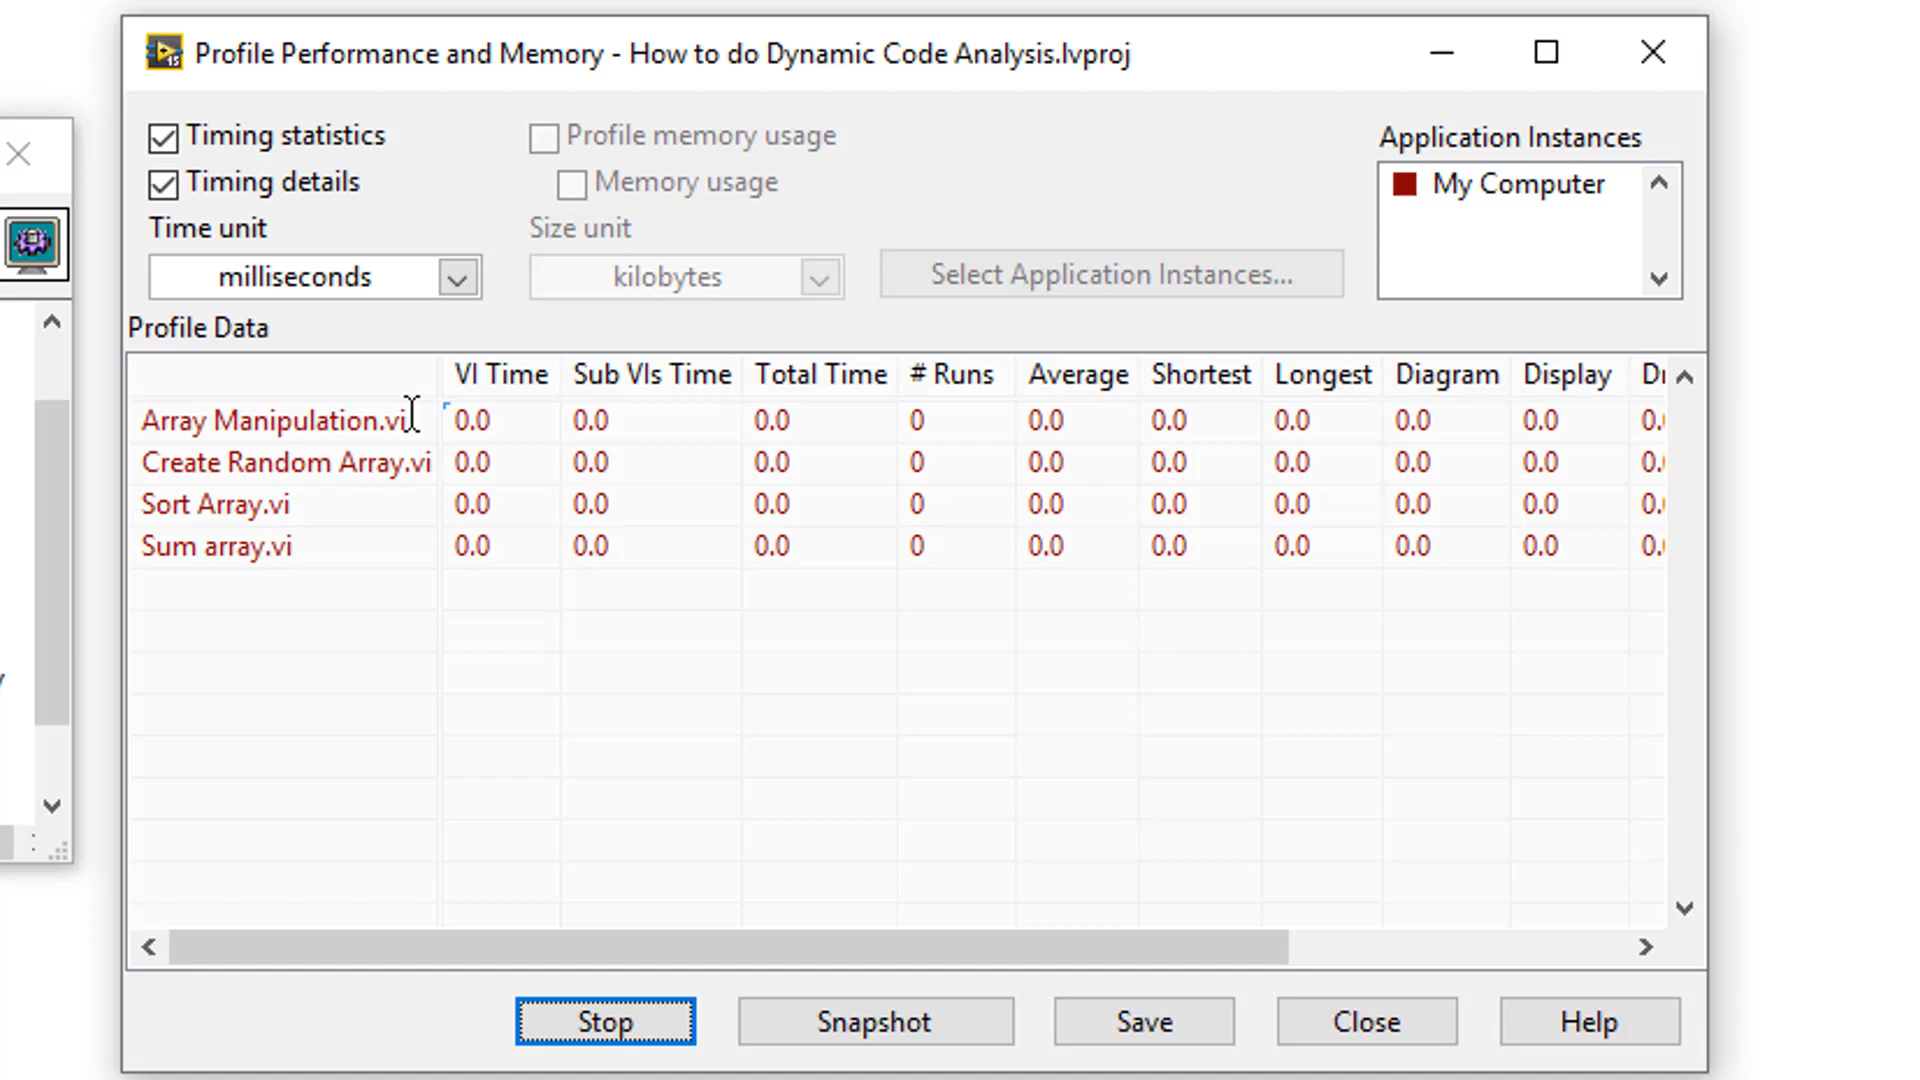 Profile Performance and Memory - How to do Dynamic Code Analysis.lvproj
Timing statistics
Timing details
Time unit
milliseconds
Profile memory usage
Memory usage
Size unit
kilobytes
Select Application Instances...
Application Instances
My Computer
Profile Data
VI Time Sub VIs Time Total Time # Runs Average Shortest Longest Diagram Display
Array Manipulation.vi 0.0 0.0 0.0 0 0.0 0.0 0.0 0.0 0.0
Create Random Array.vi 0.0 0.0 0.0 0 0.0 0.0 0.0 0.0 0.0
Sort Array.vi 0.0 0.0 0.0 0 0.0 0.0 0.0 0.0 0.0
Sum array.vi 0.0 0.0 0.0 0 0.0 0.0 0.0 0.0 0.0
Stop Snapshot Save Close Help